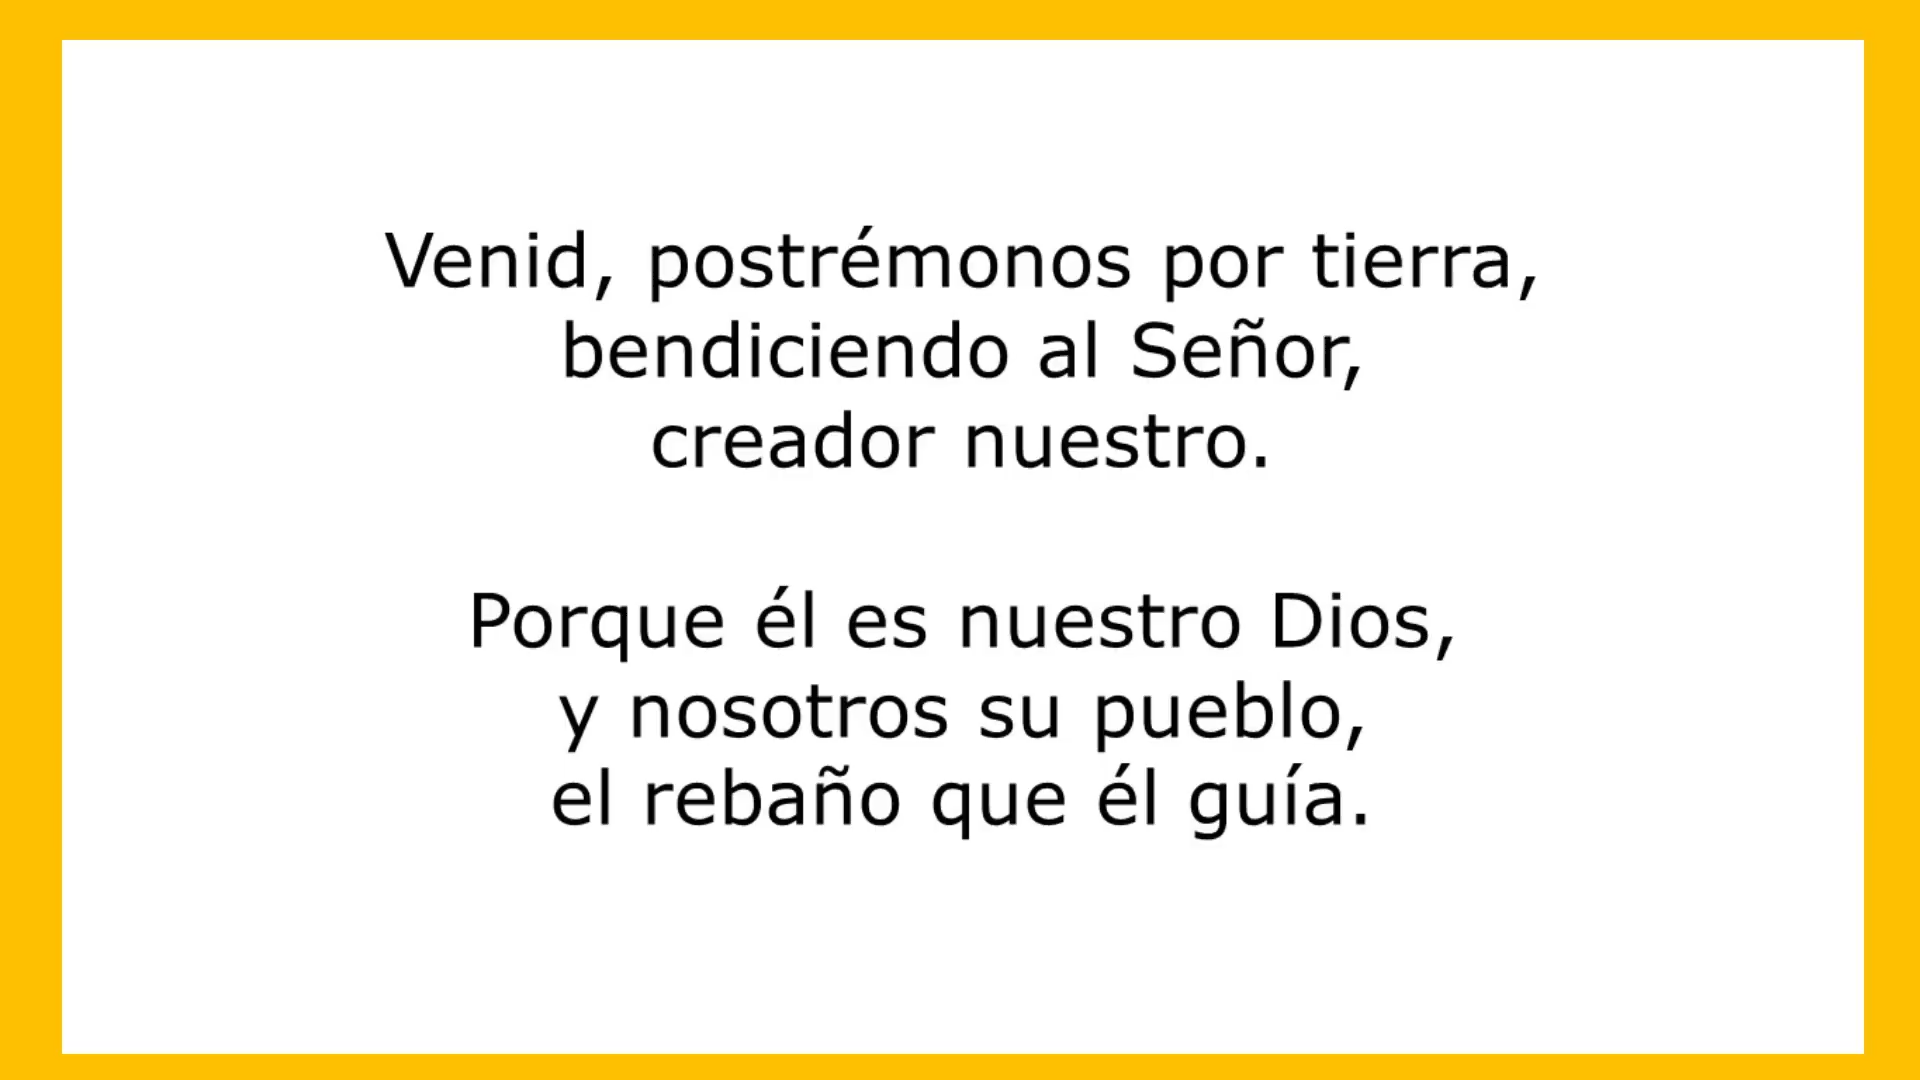 Venid, postrémonos por tierra,
bendiciendo al Señor,
creador nuestro.
Porque él es nuestro Dios,
y nosotros su pueblo,
el rebaño que él guía.